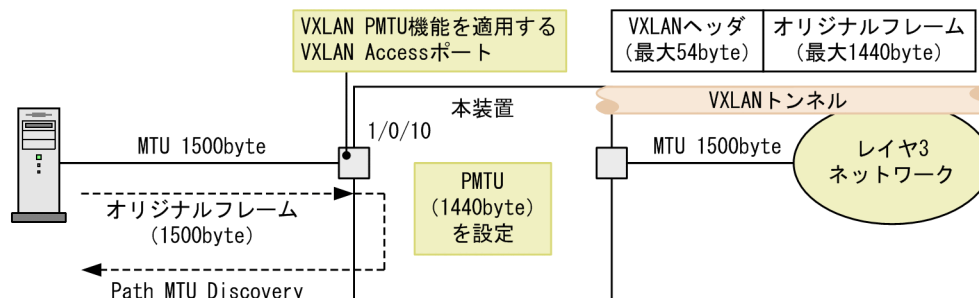 VXLAN PMTU機能を適用する
VXLAN Accessポート
VXLANヘッダ
(最大54byte)
オリジナルフレーム
(最大1440byte)
本装置
VXLANトンネル
1/0/10
MTU 1500byte
MTU 1500byte
レイヤ3
ネットワーク
PMTU
(1440byte)
を設定
オリジナルフレーム
(1500byte)
Path MTU Discovery